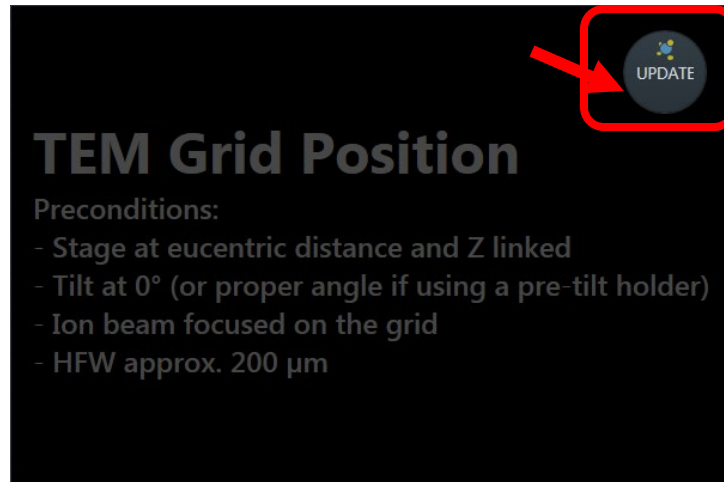 UPDATE
TEM Grid Position
Preconditions:
- Stage at eucentric distance and Z linked
- Tilt at 0° (or proper angle if using a pre-tilt holder)
- Ion beam focused on the grid
- HFW approx. 200 μm